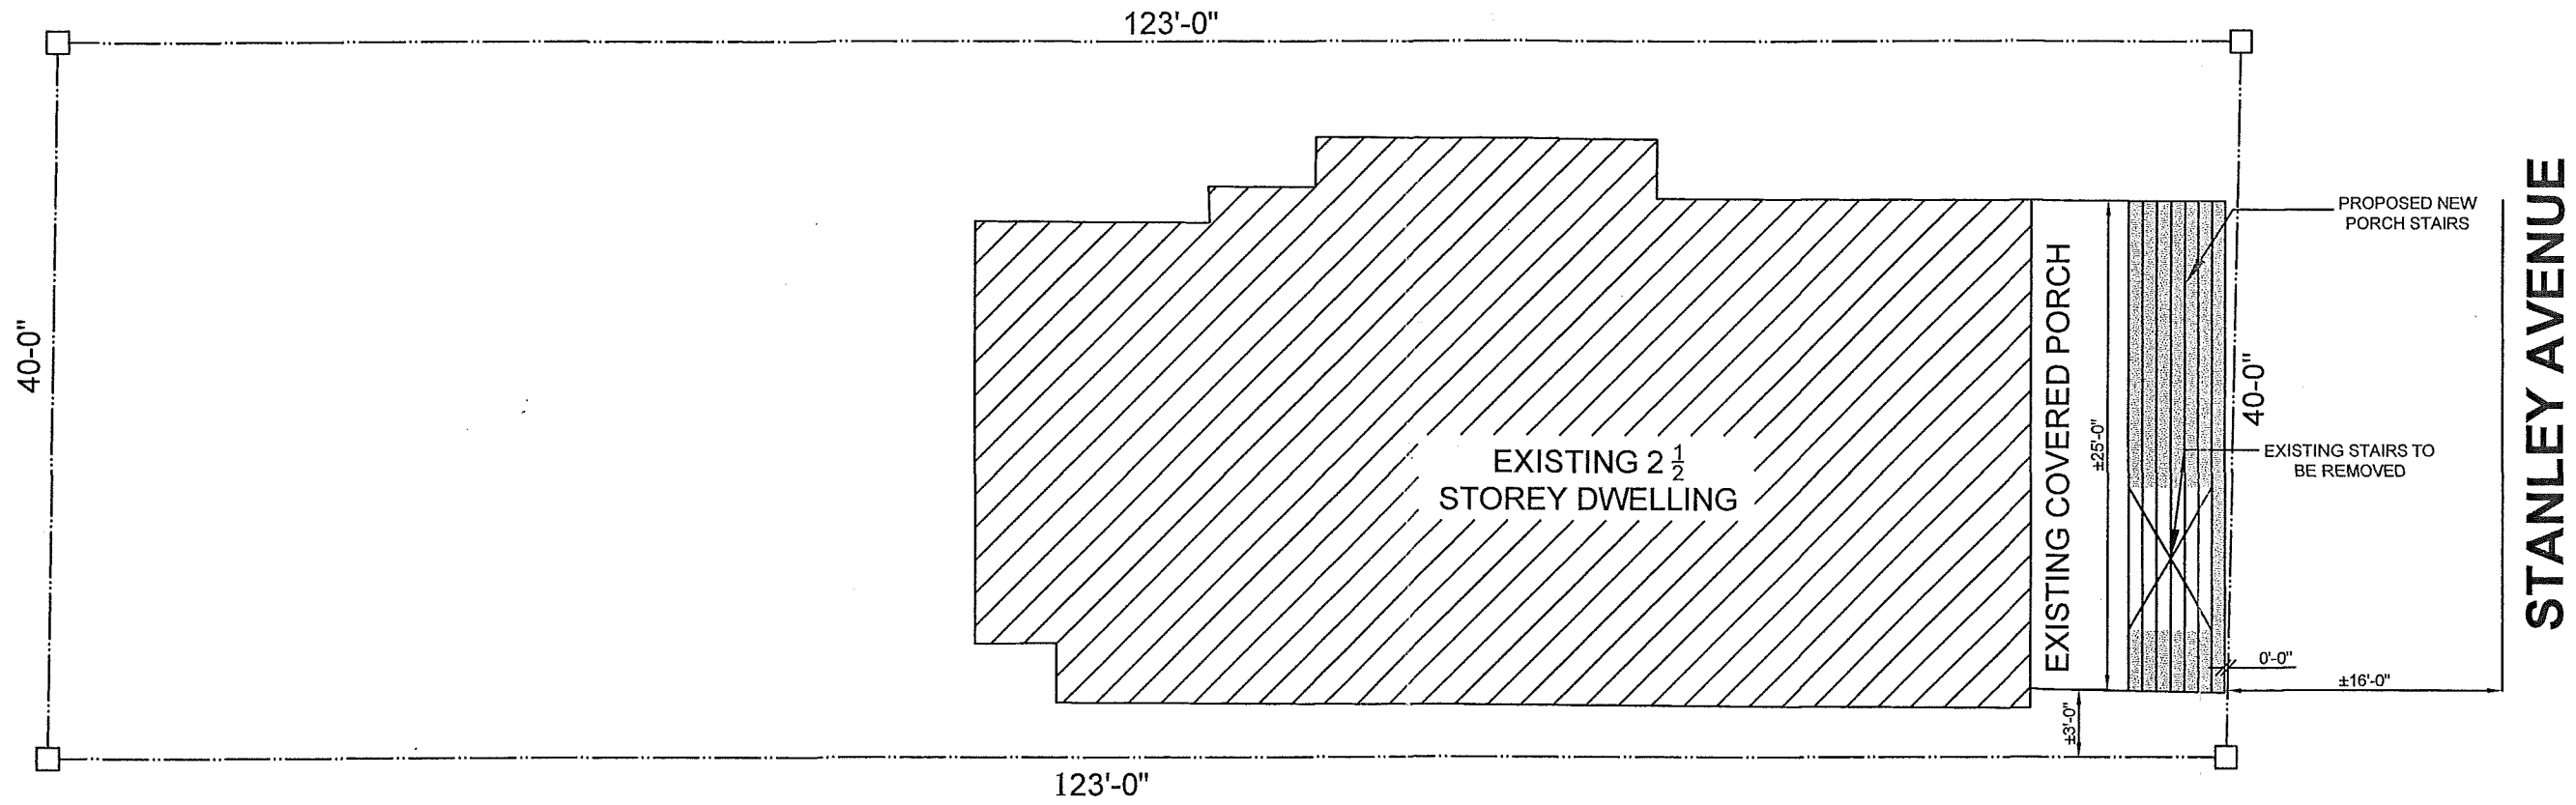 123'-0"
40-0"
EXISTING 2 1/2
STOREY DWELLING
EXISTING COVERED PORCH
±25'-0"
±3'-0"
PROPOSED NEW
PORCH STAIRS
40-0"
EXISTING STAIRS TO
BE REMOVED
0'-0"
±16'-0"
STANLEY AVENUE
123'-0"